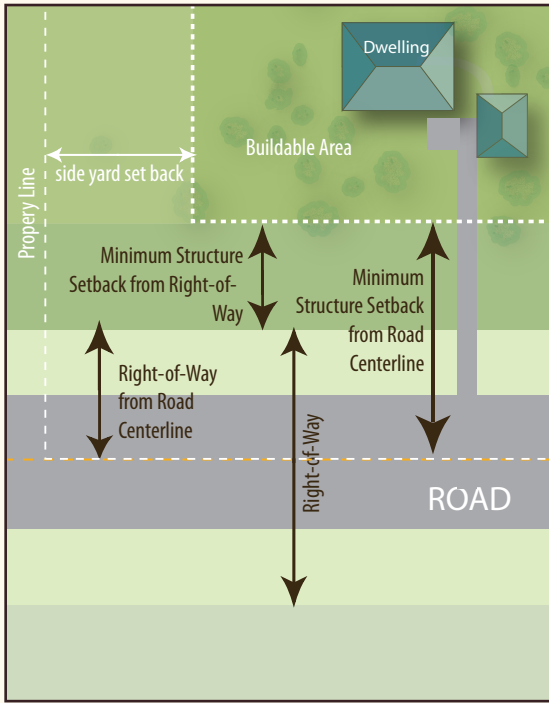 Dwelling
Buildable Area
side yard set back
Propery Line
Minimum Structure
Setback from Right-of-
Way
Minimum
Structure Setback
from Road
Centerline
Right-of-Way
from Road
Centerline
Right-of-Way
ROAD